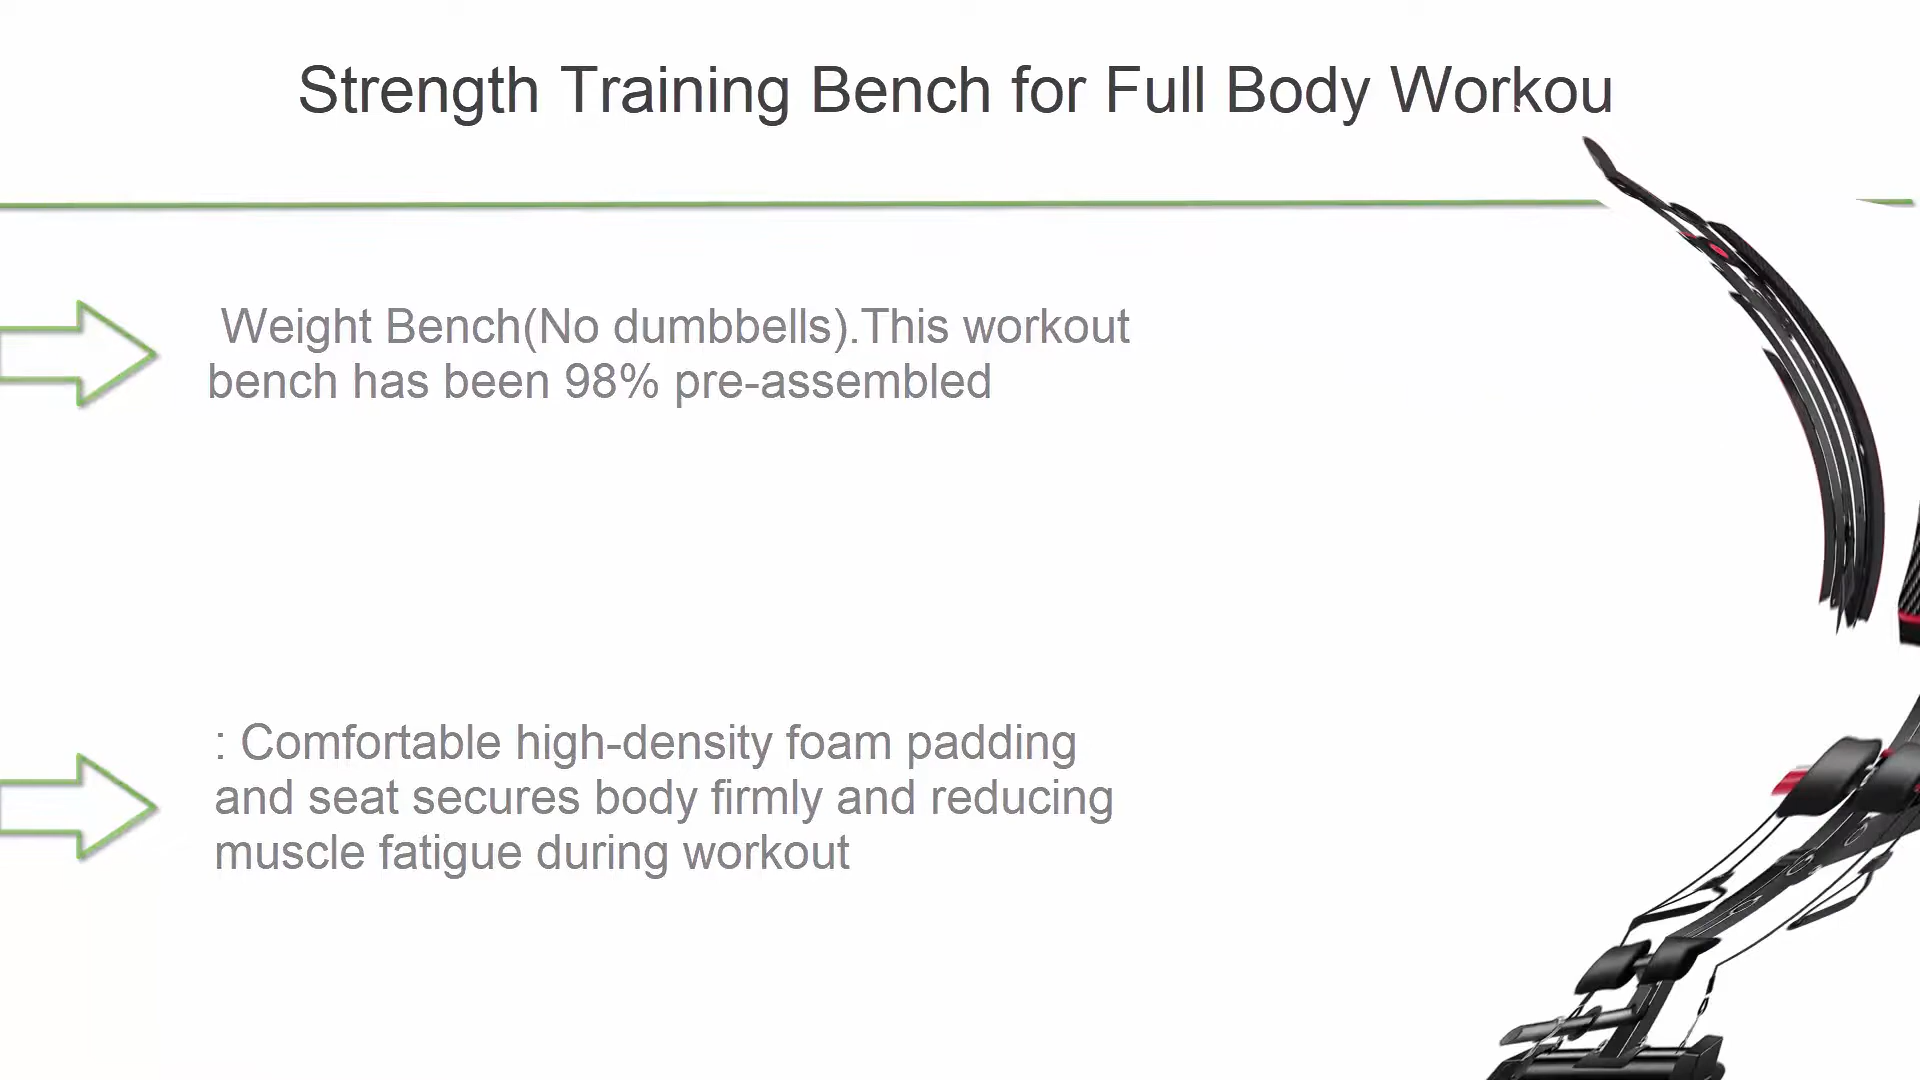 Strength Training Bench for Full Body Workou
Weight Bench(No dumbbells).This workout
bench has been 98% pre-assembled
: Comfortable high-density foam padding
and seat secures body firmly and reducing
muscle fatigue during workout